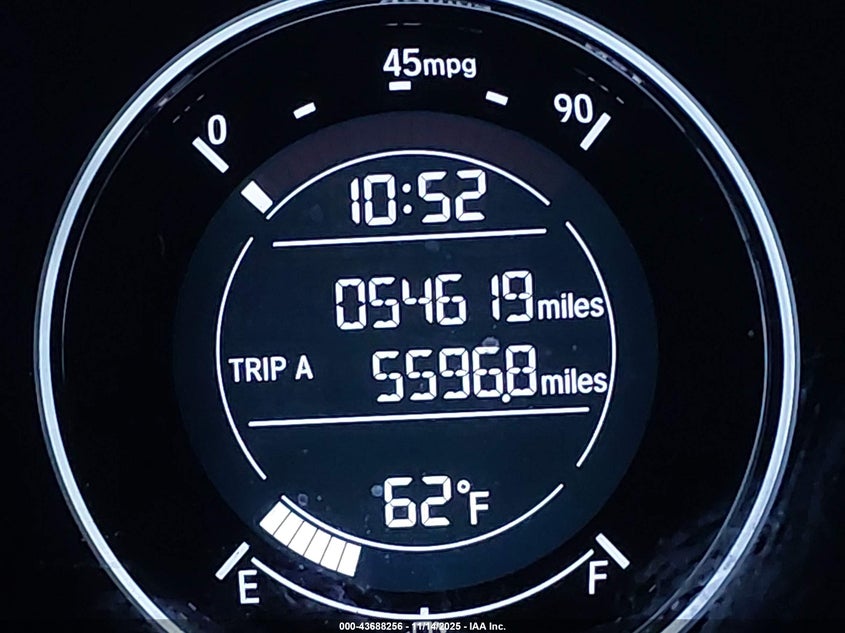 45mpg
0 90
10:52
054619 miles
TRIP A 5596.8 miles
62°F
E F
000-43688256 - 11/14/2025 - IAA Inc.